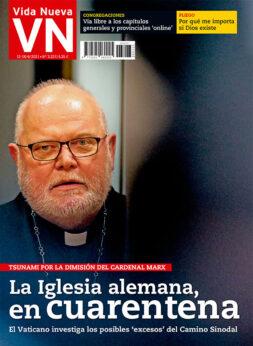 Vida Nueva
VN
CONGREGACIONES
Vía libre a los capítulos
generales y provinciales 'online'
PLIEGO
Por qué me importa
si Dios existe
TSUNAMI POR LA DIMISIÓN DEL CARDENAL MARX
La Iglesia alemana,
en cuarentena
El Vaticano investiga los posibles 'excesos' del Camino Sinodal